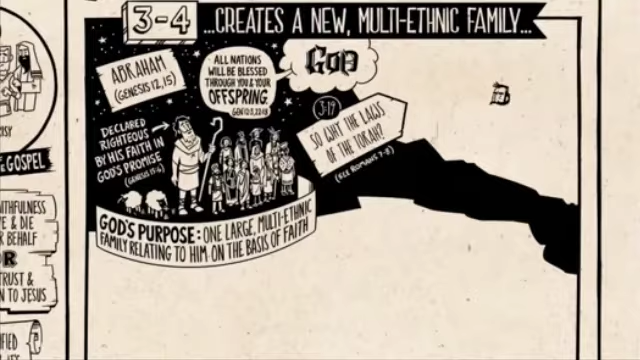 3-4 ...CREATES A NEW, MULTI-ETHNIC FAMILY...
ABRAHAM
(GENESIS 12, 15)
ALL NATIONS
WILL BE BLESSED
THROUGH YOU & YOUR
OFFSPRING.
GOD
DECLARED
RIGHTEOUS
BY HIS FAITH IN
GOD'S PROMISE
(GENESIS 15:6)
3:19
SO WHY THE LAWS
OF THE TORAH?
(SEE ROMANS 7-8)
GOD'S PURPOSE: ONE LARGE, MULTI-ETHNIC
FAMILY RELATING TO HIM ON THE BASIS OF FAITH
GOSPEL
& DIE
BEHALF
TRUST &
TO JESUS